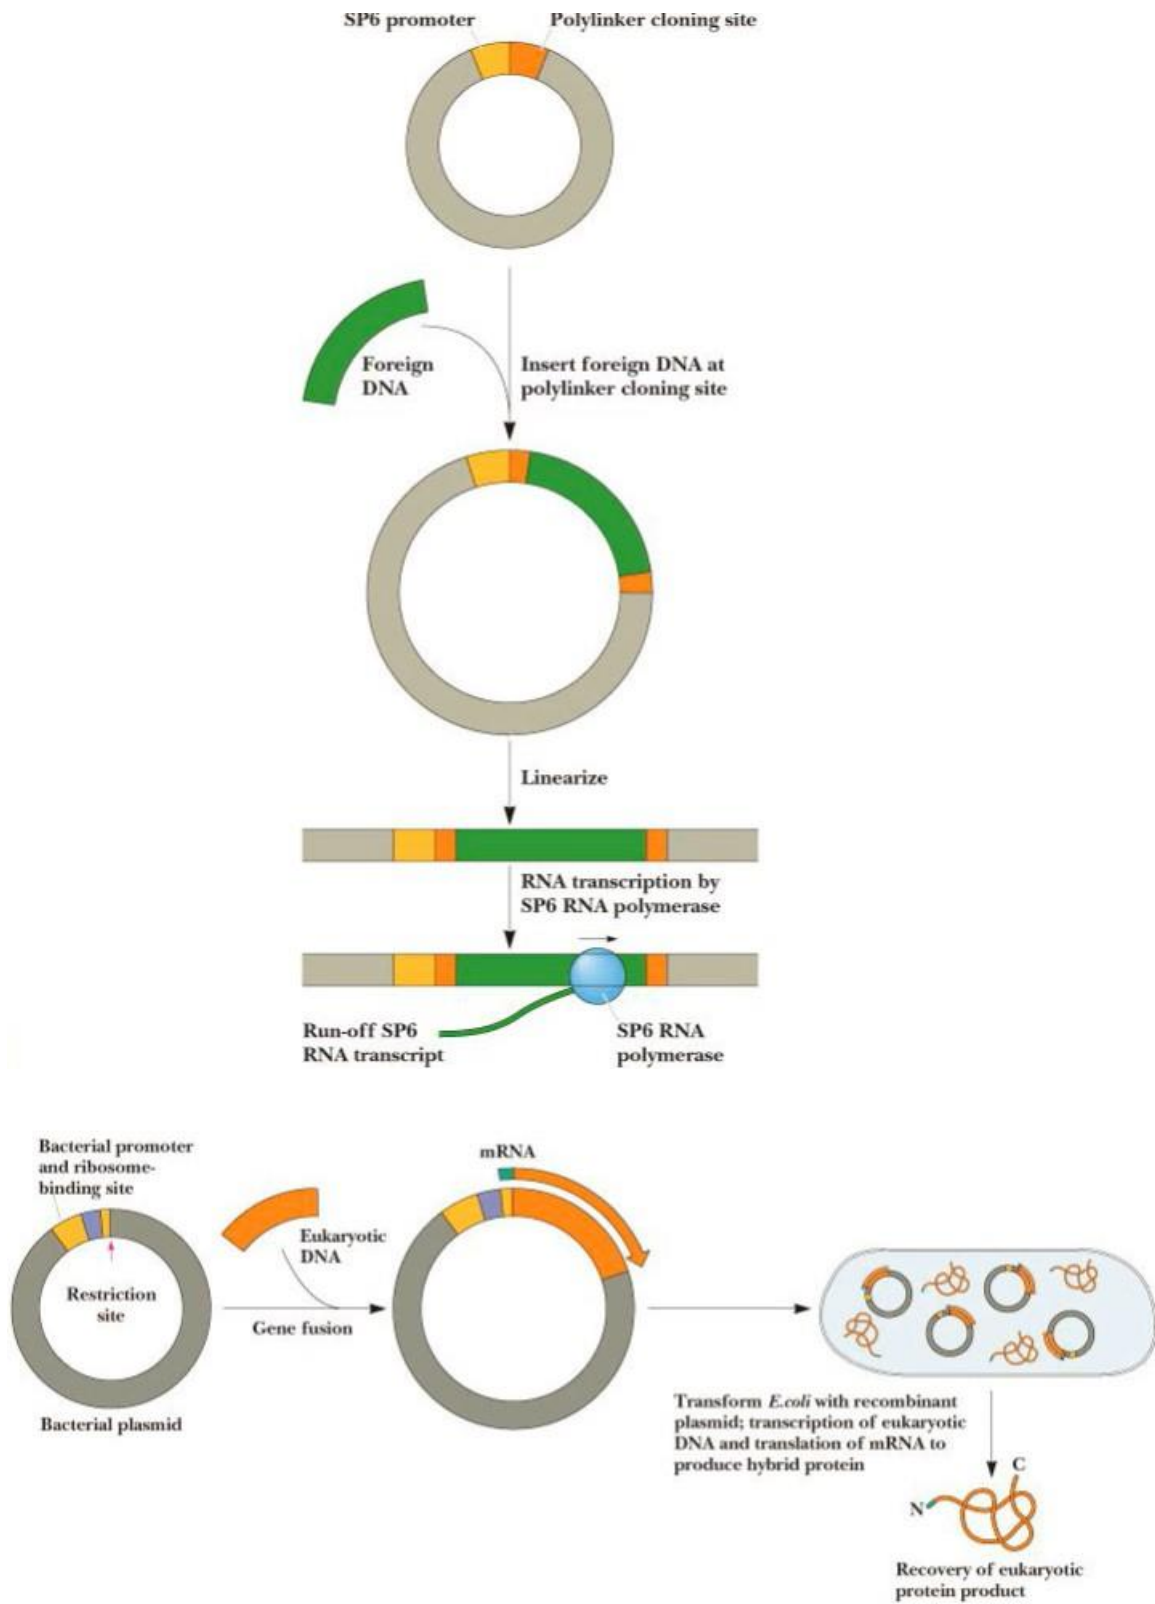 SP6 promoter
Polylinker cloning site
Foreign
DNA
Insert foreign DNA at
polylinker cloning site
Linearize
RNA transcription by
SP6 RNA polymerase
Run-off SP6
RNA transcript
SP6 RNA
polymerase
Bacterial promoter
and ribosome-
binding site
Restriction
site
Bacterial plasmid
Eukaryotic
DNA
Gene fusion
mRNA
Transform E.coli with recombinant
plasmid; transcription of eukaryotic
DNA and translation of mRNA to
produce hybrid protein
C
N
Recovery of eukaryotic
protein product